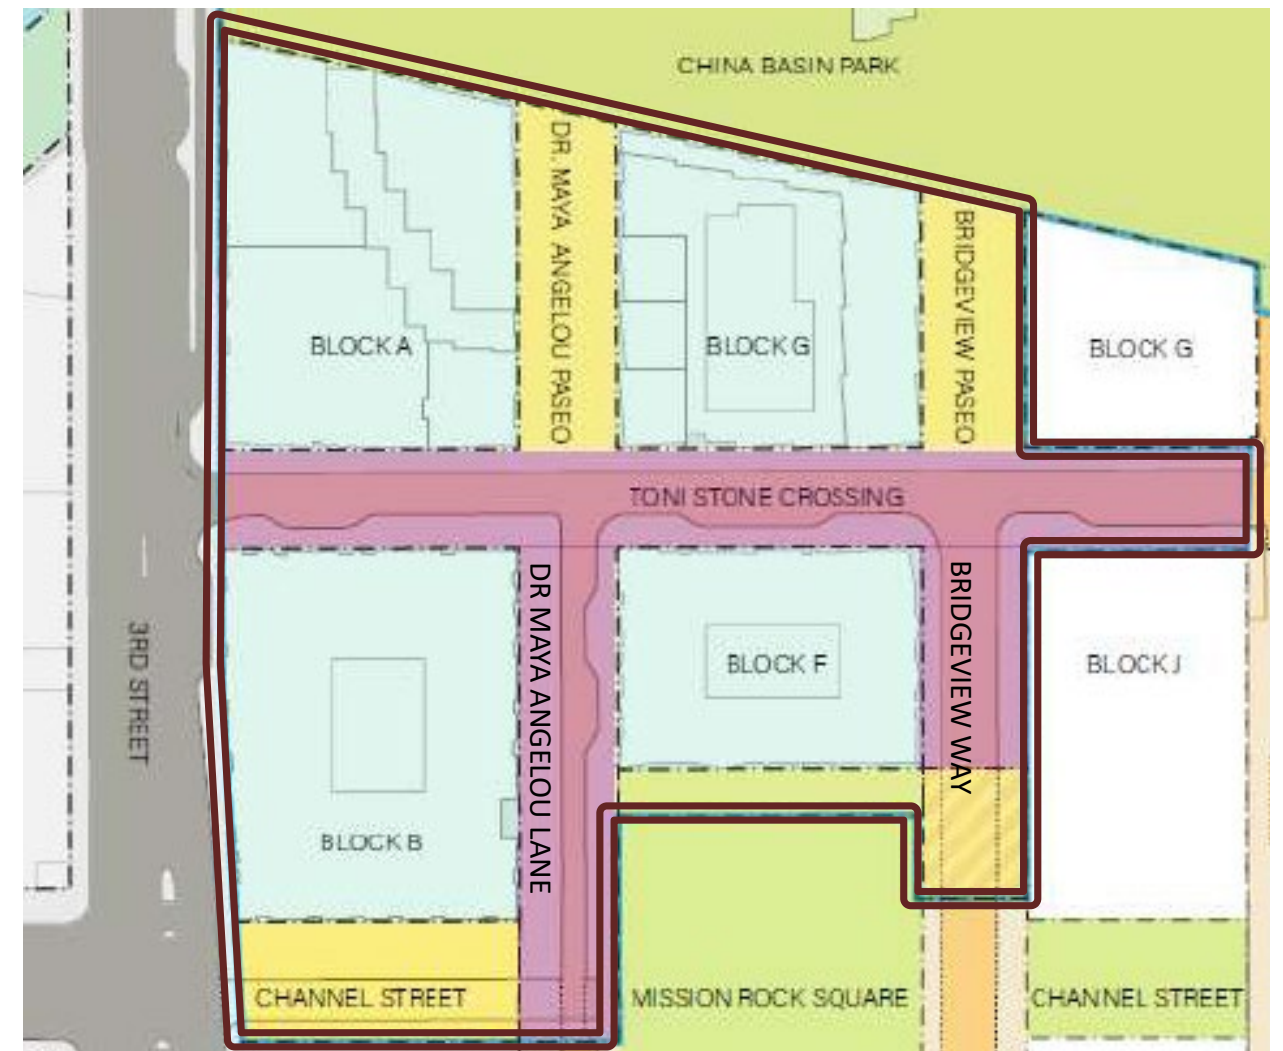 CHINA BASIN PARK
DR. MAYA ANGELOU PASEO
BRIDGEVIEW PASEO
BLOCK A
BLOCK G
BLOCK G
TONI STONE CROSSING
3RD STREET
DR MAYA ANGELOU LANE
BRIDGEVIEW WAY
BLOCK F
BLOCK J
BLOCK B
CHANNEL STREET
MISSION ROCK SQUARE
CHANNEL STREET